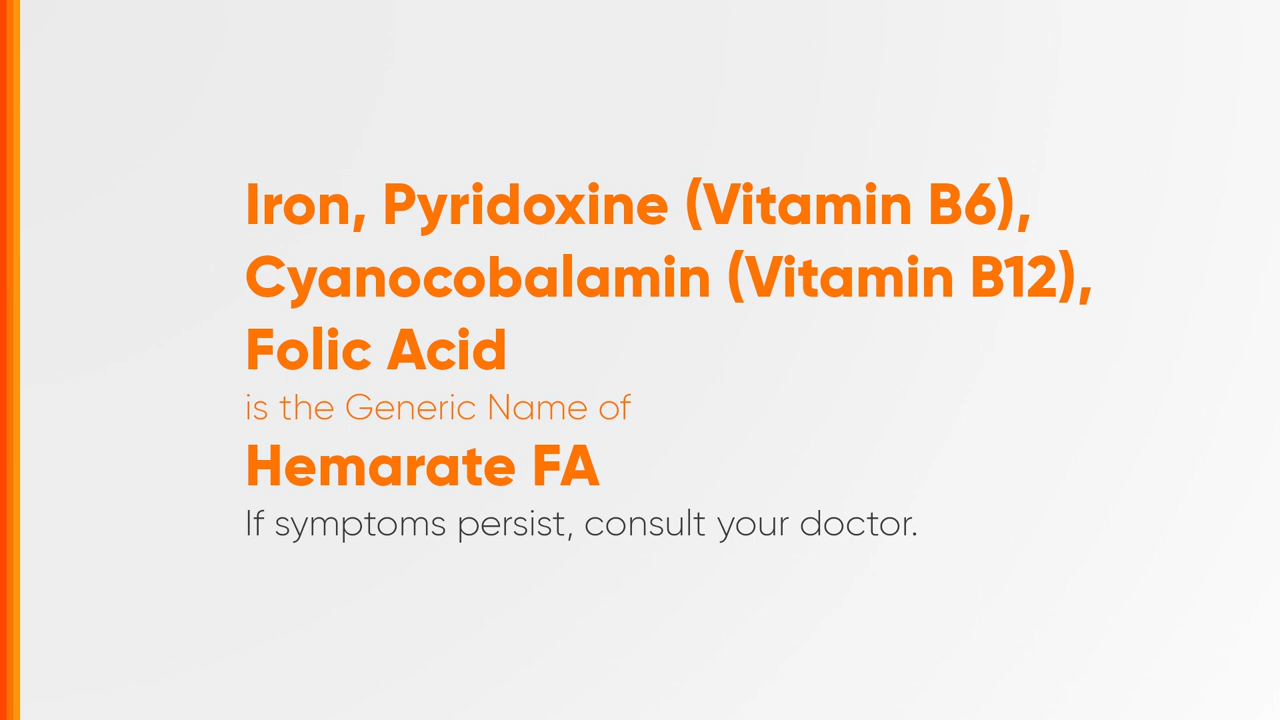 Iron, Pyridoxine (Vitamin B6),
Cyanocobalamin (Vitamin B12),
Folic Acid
is the Generic Name of
Hemarate FA
If symptoms persist, consult your doctor.